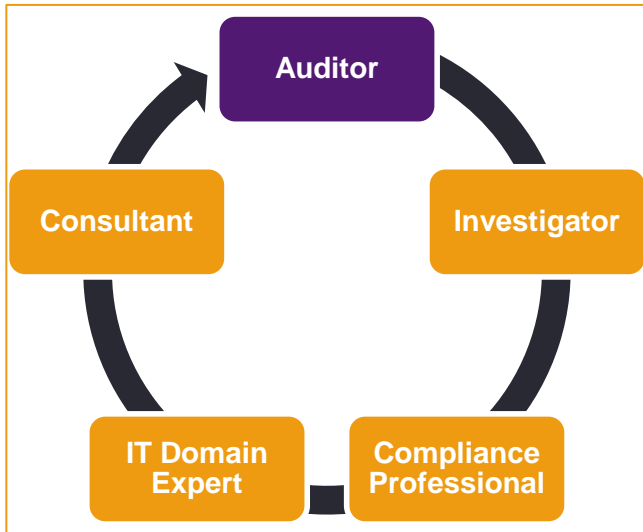 Auditor
Investigator
Compliance
Professional
IT Domain
Expert
Consultant